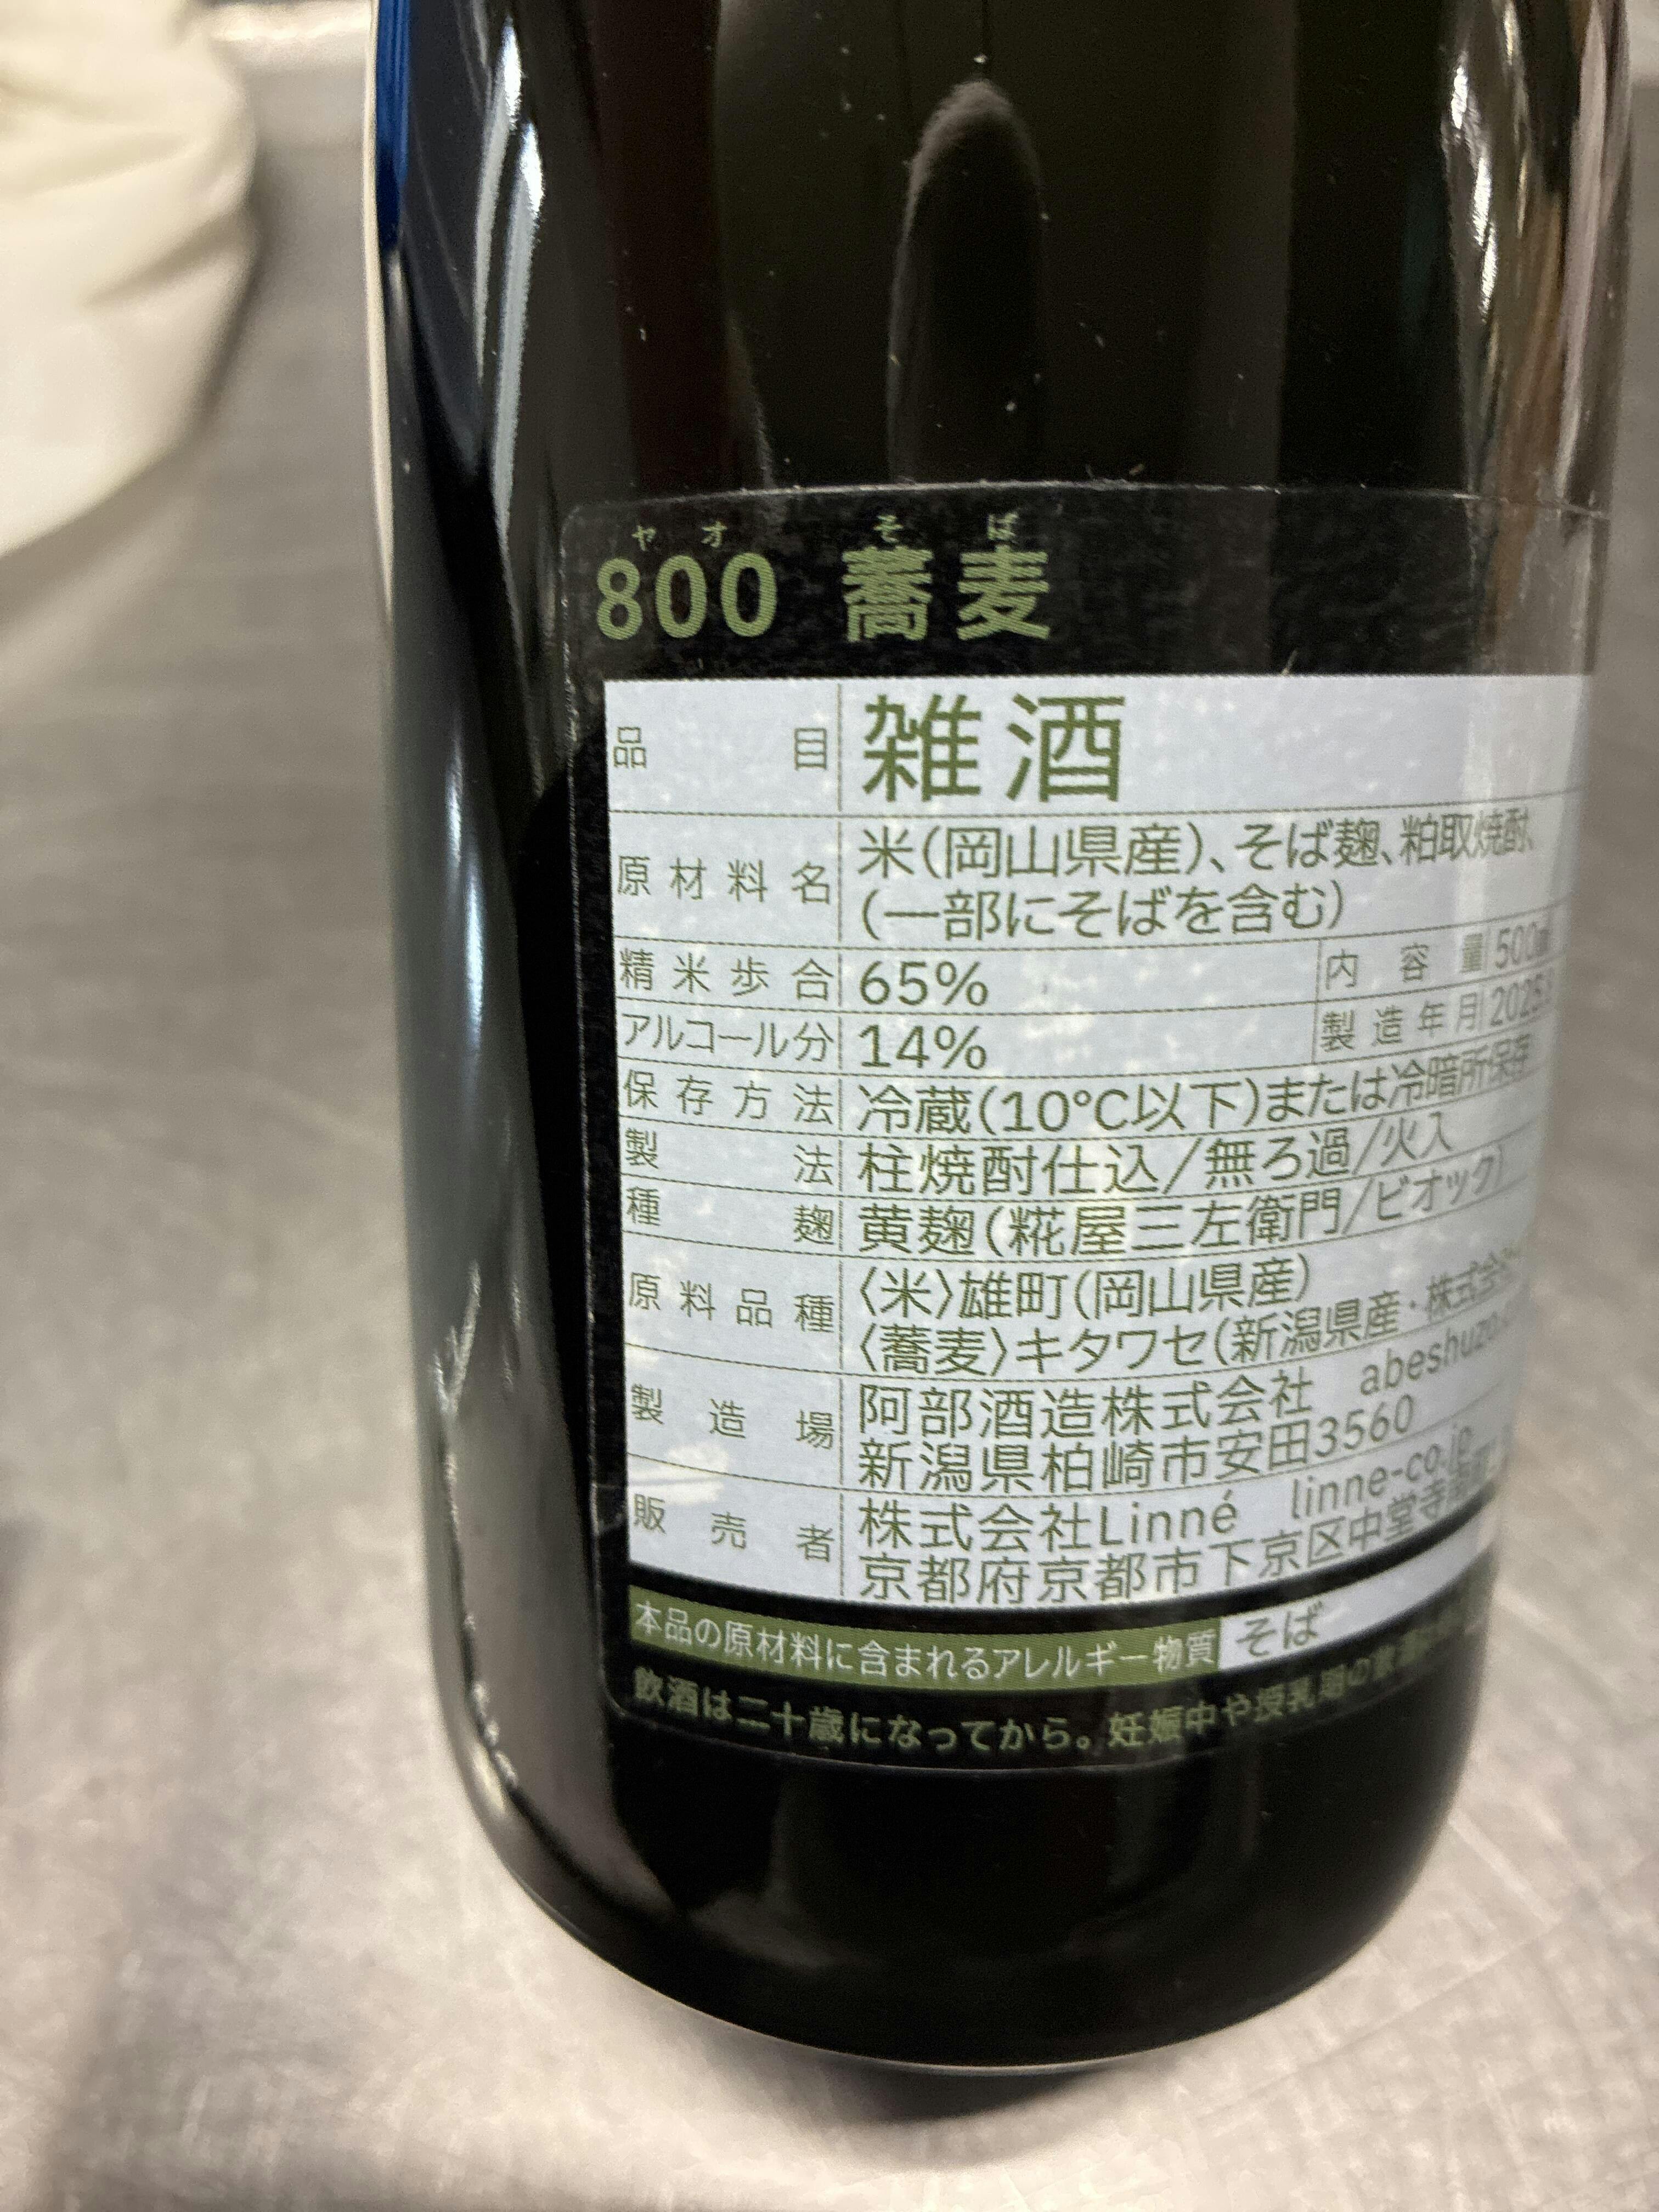 ヤオ そば
800 蕎麦
品目 雑酒
原材料名 米(岡山県産)、そば麹、粕取焼酎、
(一部にそばを含む)
精米歩合 65% 内容量 500ml
アルコール分 14% 製造年月 2025.
保存方法 冷蔵(10℃以下)または冷暗所保存
製法 柱焼酎仕込/無ろ過/火入
種麹 黄麹(糀屋三左衛門/ビオック)
原料品種 〈米〉雄町(岡山県産)
〈蕎麦〉キタワセ(新潟県産・株式会社
製造場 阿部酒造株式会社 abeshuzo.
新潟県柏崎市安田3560
販売者 株式会社Linné linne-co.jp
京都府京都市下京区中堂寺
本品の原材料に含まれるアレルギー物質 そば
飲酒は二十歳になってから。妊娠中や授乳期の